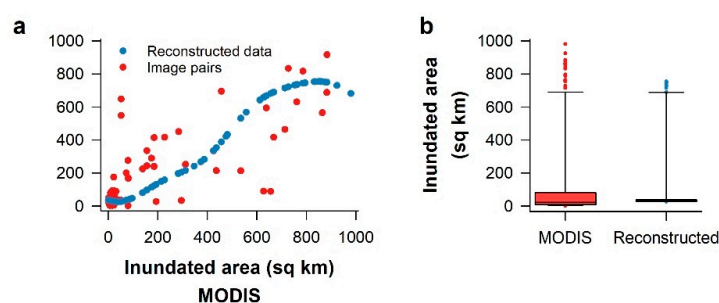 a
1000
800
600
400
200
0
Reconstructed data
Image pairs
0 200 400 600 800 1000
Inundated area (sq km)
MODIS
b
Inundated area
(sq km)
1000
800
600
400
200
0
MODIS Reconstructed